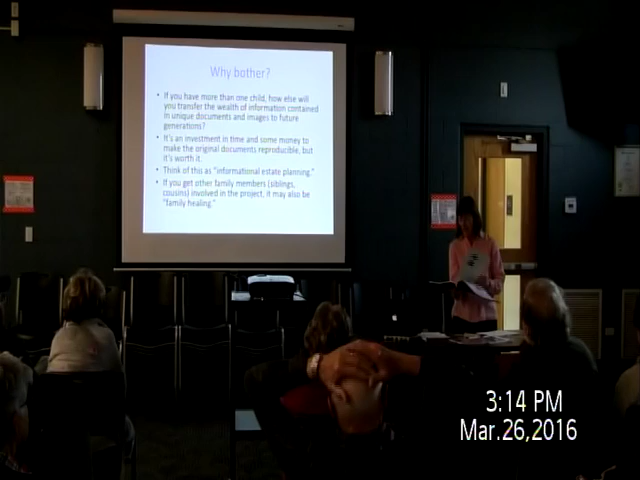 Why bother?
• If you have more than one child, how else will
you transfer the wealth of information contained
in unique documents and images to future
generations?
• It's an investment in time and some money to
make the original documents reproducible, but
it's worth it.
• Think of this as "informational estate planning."
• If you get other family members (siblings,
cousins) involved in the project, it may also be
"family healing."
3:14 PM
Mar.26,2016